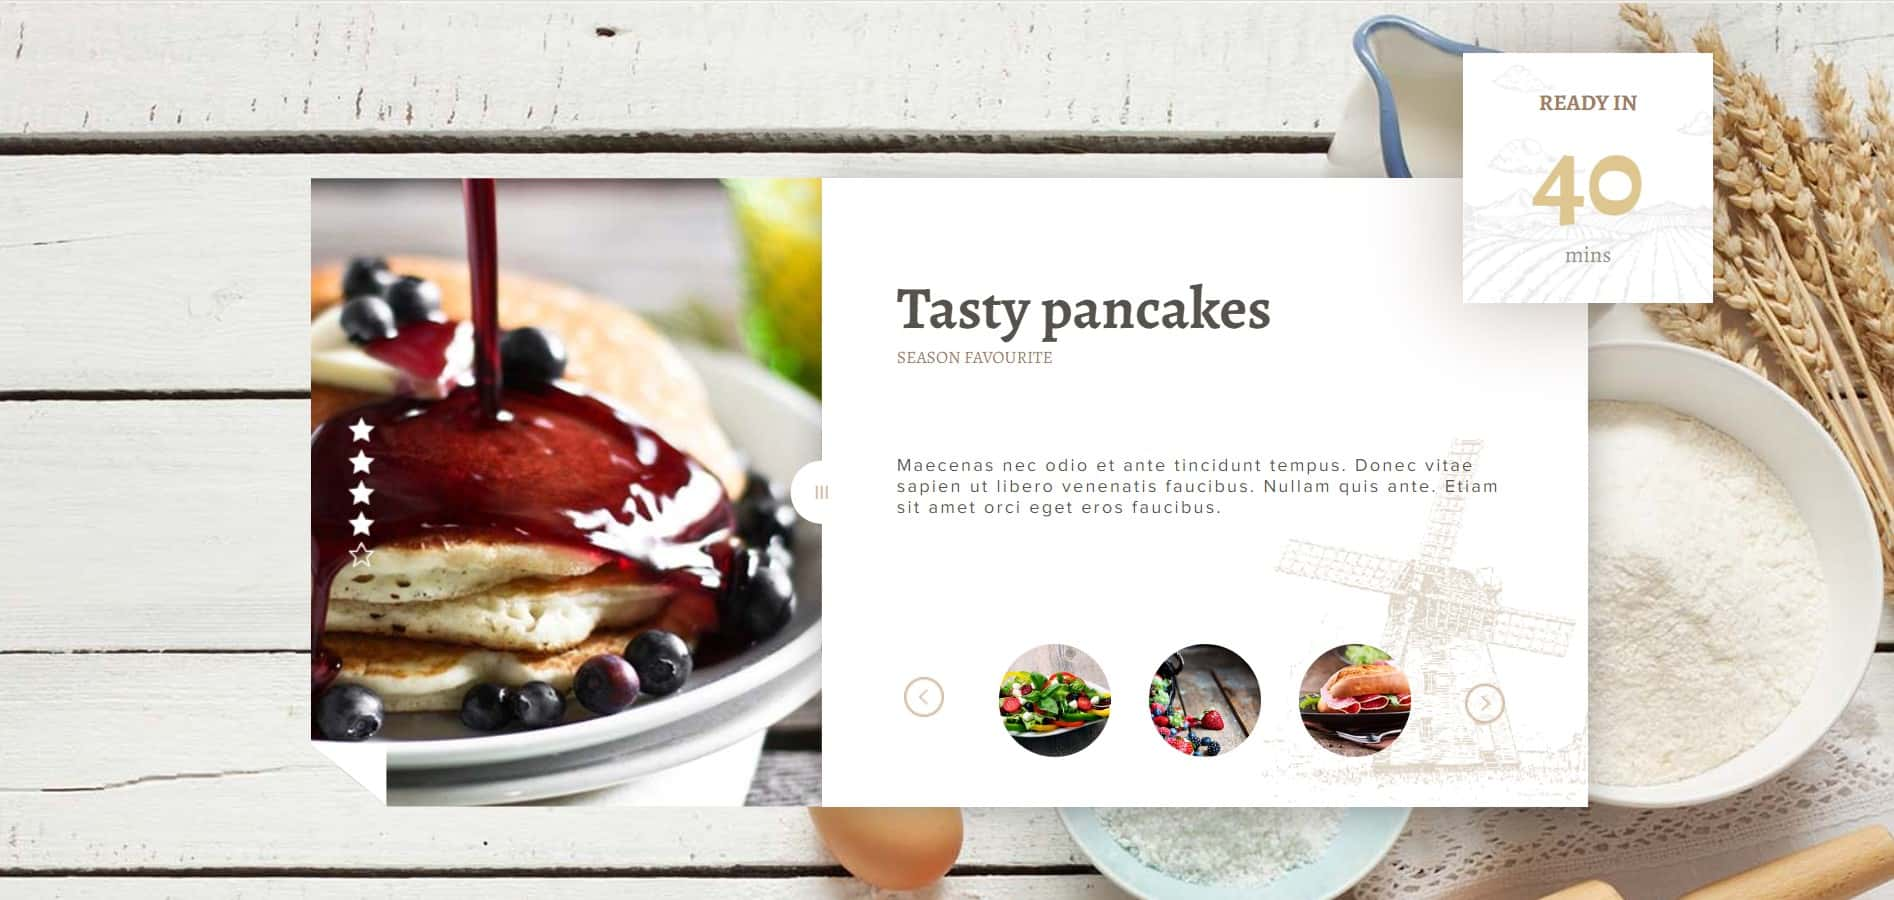 READY IN
40
mins
Tasty pancakes
SEASON FAVOURITE
Maecenas nec odio et ante tincidunt tempus. Donec vitae
sapien ut libero venenatis faucibus. Nullam quis ante. Etiam
sit amet orci eget eros faucibus.